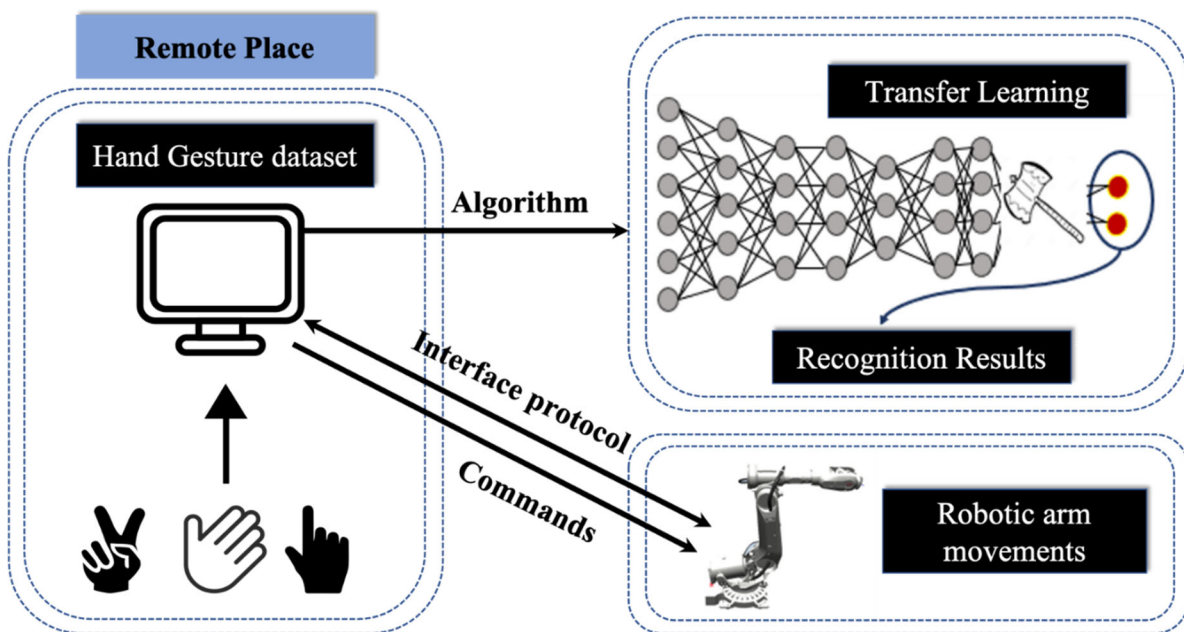 Remote Place
Hand Gesture dataset
Algorithm
Transfer Learning
Recognition Results
Interface protocol
Commands
Robotic arm
movements